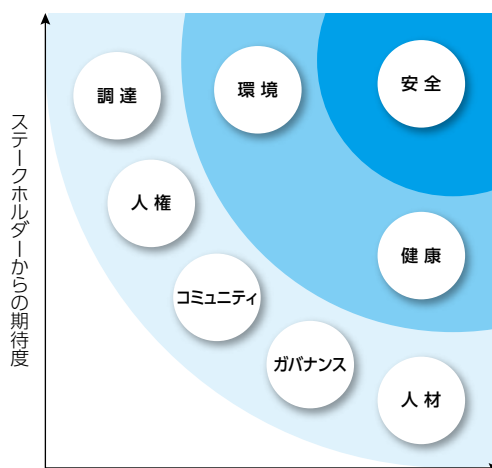 ステークホルダーからの期待度
調達
環境
安全
人権
健康
コミュニティ
ガバナンス
人材